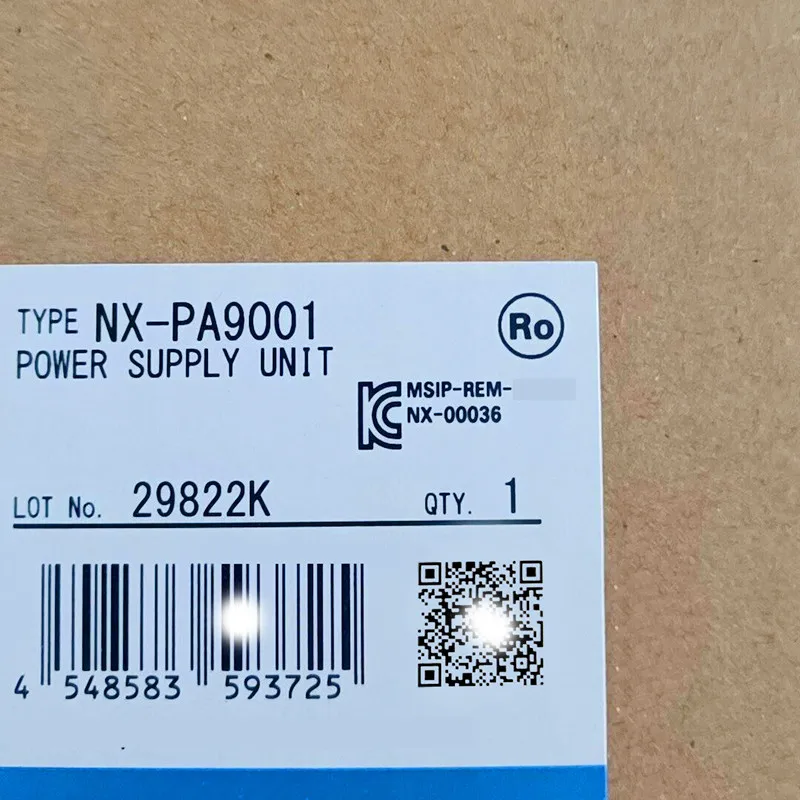 TYPE NX-PA9001
POWER SUPPLY UNIT
Ro
MSIP-REM-
NX-00036
LOT No. 29822K QTY. 1
4 548583 593725